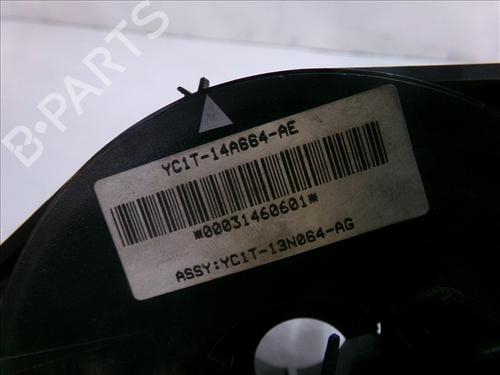 B-PARTS
YC1T-14A664-AE
*00031460601*
ASSY:YC1T-13N064-AG